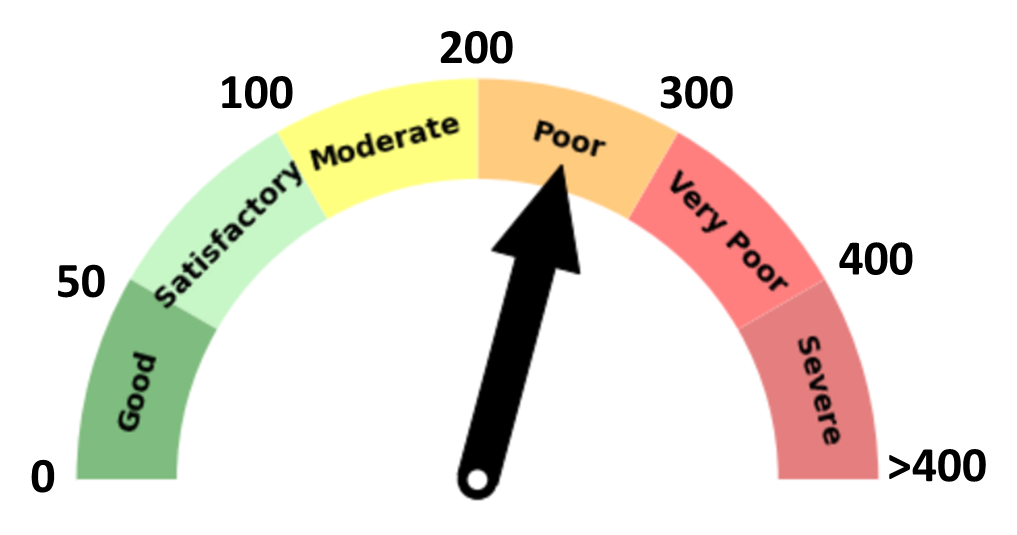 200
100
300
Moderate
Poor
Satisfactory
Very Poor
50
400
Good
Severe
0
>400